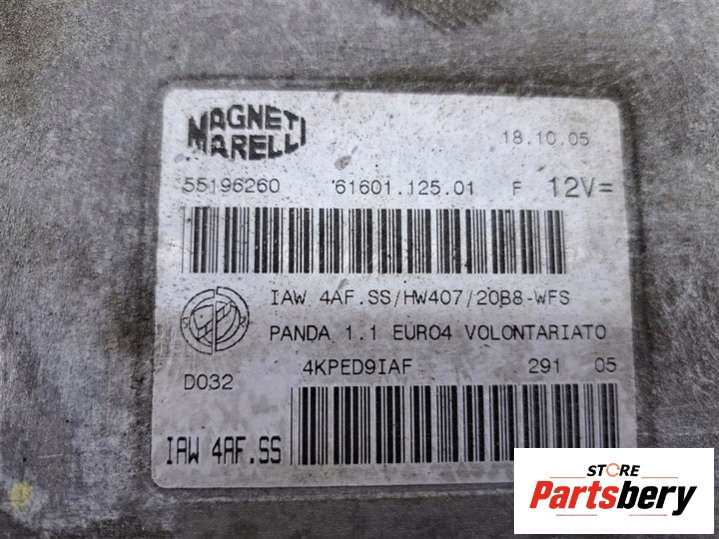 MAGNETI
MARELLI
18.10.05
55196260 61601.125.01 F 12V=
IAW 4AF.SS/HW407/20B8-WFS
PANDA 1.1 EURO4 VOLONTARIATO
D032 4KPED9IAF 291 05
IAW 4AF.SS
STORE
Partsbery